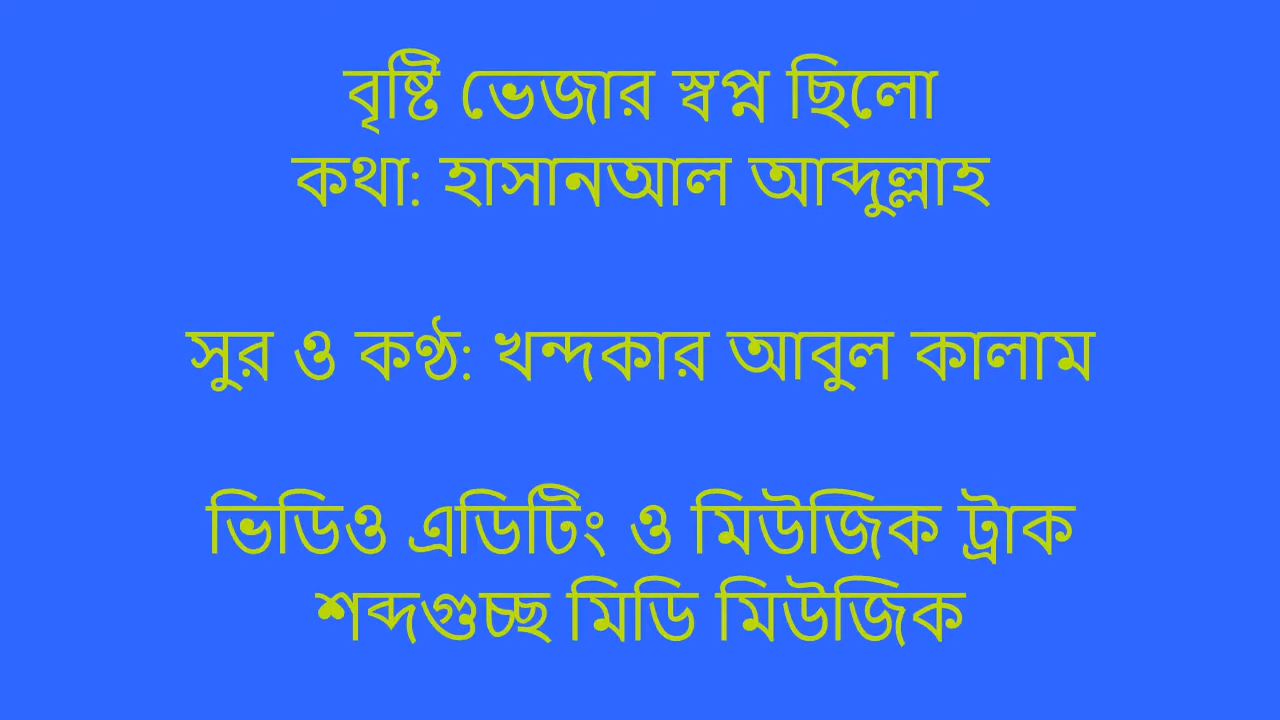 বৃষ্টি ভেজার স্বপ্ন ছিলো
কথা: হাসানআল আব্দুল্লাহ
সুর ও কণ্ঠ: খন্দকার আবুল কালাম
ভিডিও এডিটিং ও মিউজিক ট্রাক
শব্দগুচ্ছ মিডি মিউজিক